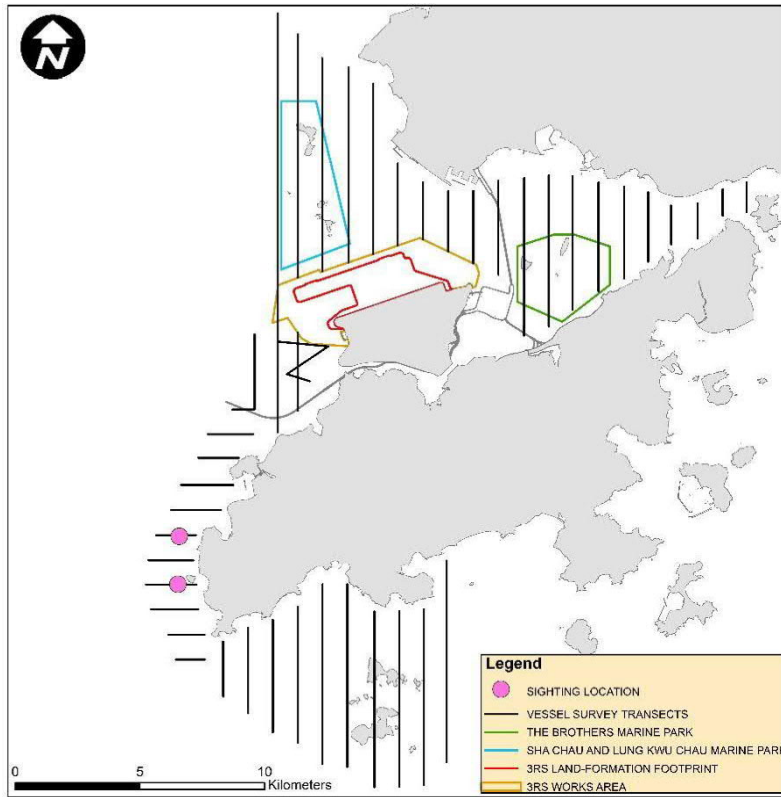 N
Legend
SIGHTING LOCATION
VESSEL SURVEY TRANSECTS
THE BROTHERS MARINE PARK
SHA CHAU AND LUNG KWU CHAU MARINE PARK
3RS LAND-FORMATION FOOTPRINT
3RS WORKS AREA
0 5 10
Kilometers